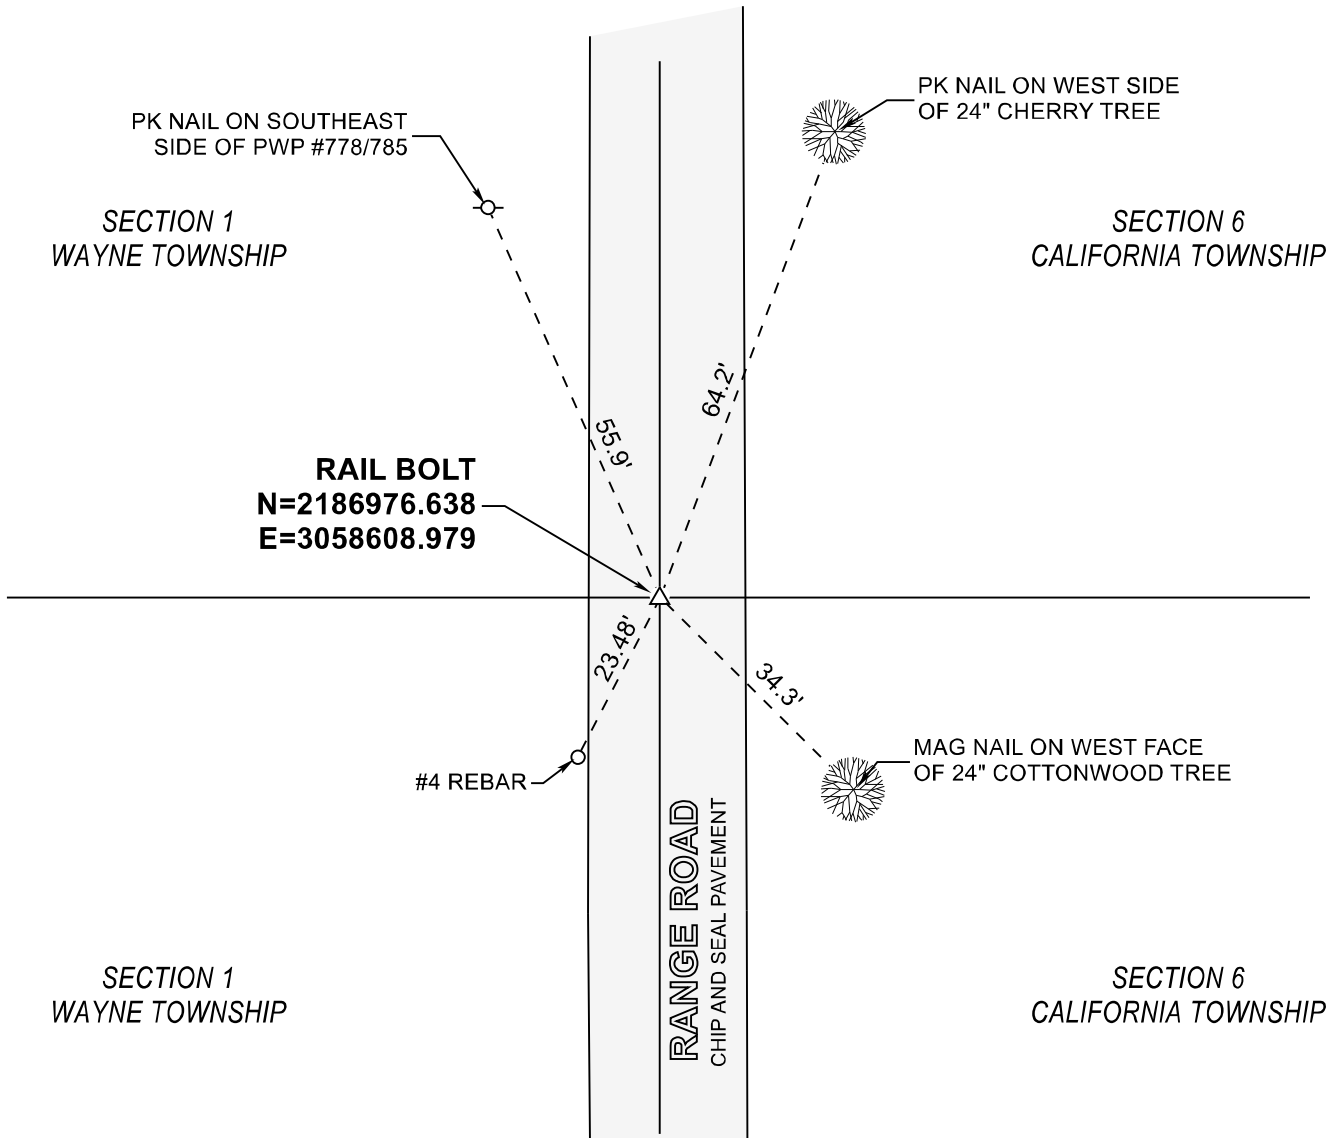 PK NAIL ON WEST SIDE
OF 24" CHERRY TREE
PK NAIL ON SOUTHEAST
SIDE OF PWP #778/785
SECTION 1
WAYNE TOWNSHIP
SECTION 6
CALIFORNIA TOWNSHIP
64.2'
55.9'
RAIL BOLT
N=2186976.638
E=3058608.979
23.48'
34.3'
MAG NAIL ON WEST FACE
OF 24" COTTONWOOD TREE
#4 REBAR
RANGE ROAD
CHIP AND SEAL PAVEMENT
SECTION 1
WAYNE TOWNSHIP
SECTION 6
CALIFORNIA TOWNSHIP